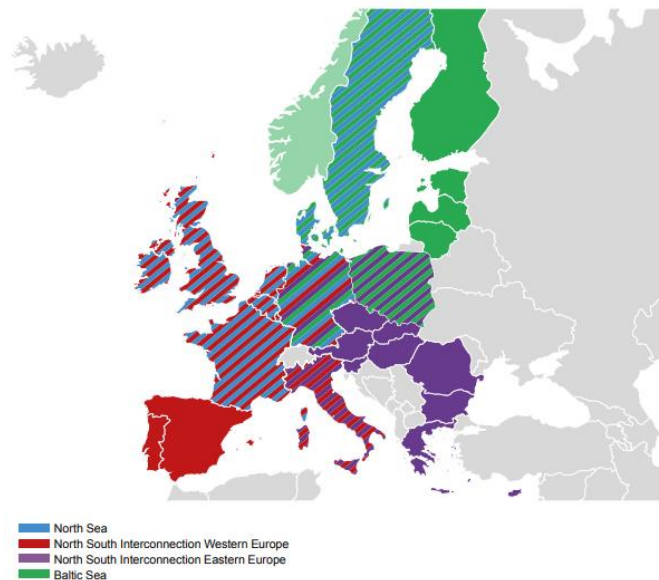 North Sea
North South Interconnection Western Europe
North South Interconnection Eastern Europe
Baltic Sea